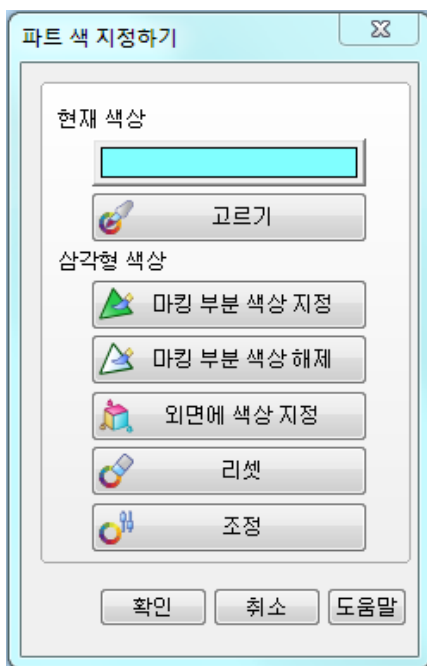 파트 색 지정하기
현재 색상
고르기
삼각형 색상
마킹 부분 색상 지정
마킹 부분 색상 해제
외면에 색상 지정
리셋
조정
확인 취소 도움말